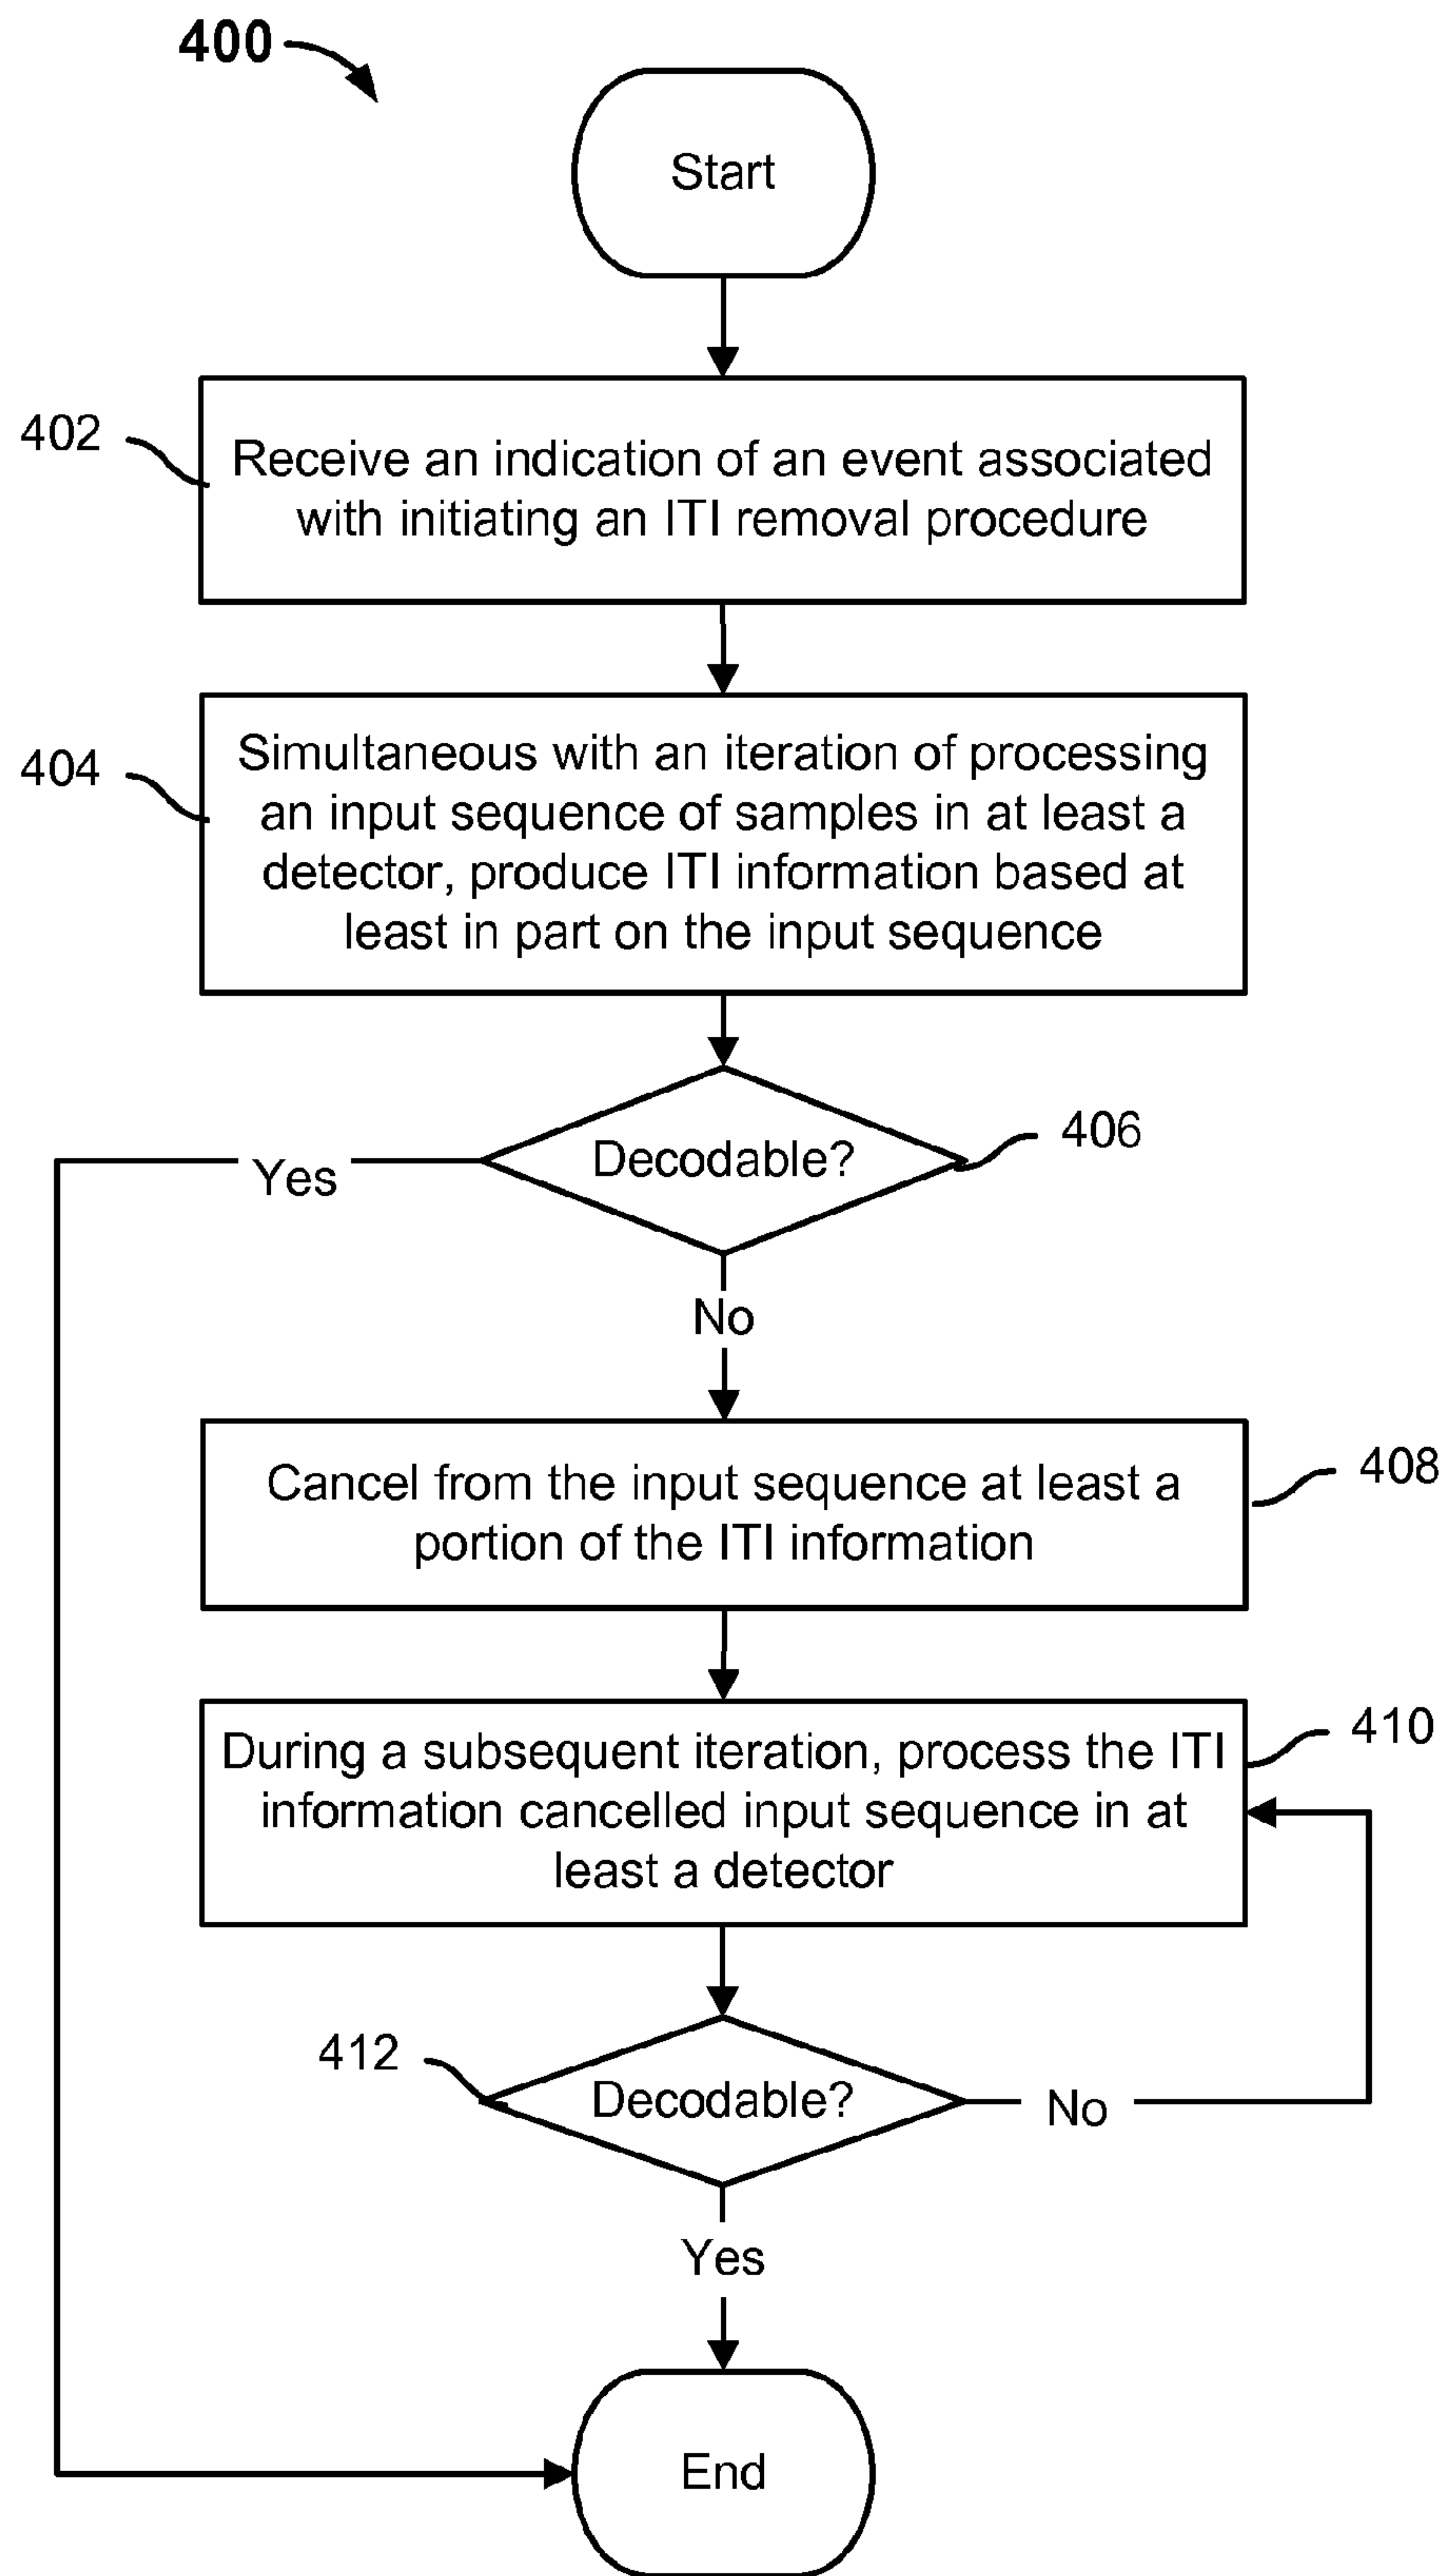 400
Start
402
Receive an indication of an event associated
with initiating an ITI removal procedure
404
Simultaneous with an iteration of processing
an input sequence of samples in at least a
detector, produce ITI information based at
least in part on the input sequence
406
Decodable?
Yes
No
408
Cancel from the input sequence at least a
portion of the ITI information
410
During a subsequent iteration, process the ITI
information cancelled input sequence in at
least a detector
412
Decodable?
No
Yes
End